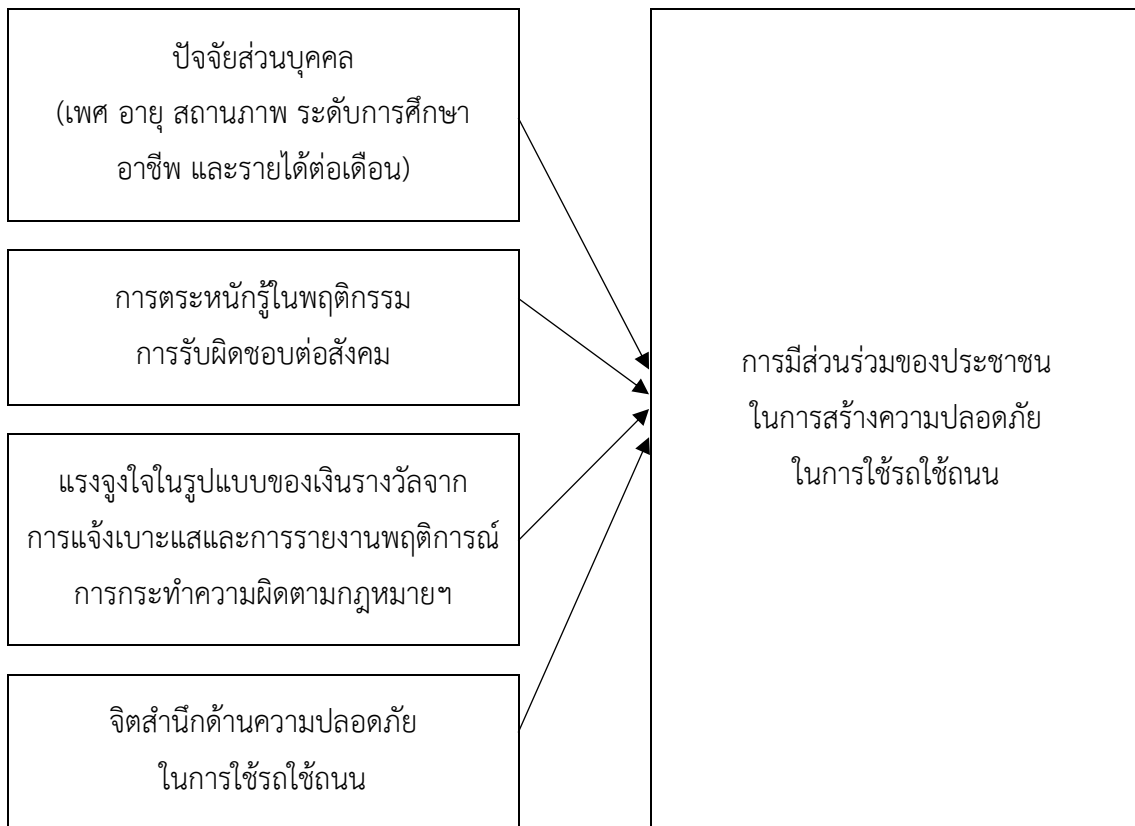 ปัจจัยส่วนบุคคล
(เพศ อายุ สถานภาพ ระดับการศึกษา
อาชีพ และรายได้ต่อเดือน)
การตระหนักรู้ในพฤติกรรม
การรับผิดชอบต่อสังคม
แรงจูงใจในรูปแบบของเงินรางวัลจาก
การแจ้งเบาะแสและการรายงานพฤติการณ์
การกระทำความผิดตามกฎหมายฯ
จิตสำนึกด้านความปลอดภัย
ในการใช้รถใช้ถนน
การมีส่วนร่วมของประชาชน
ในการสร้างความปลอดภัย
ในการใช้รถใช้ถนน